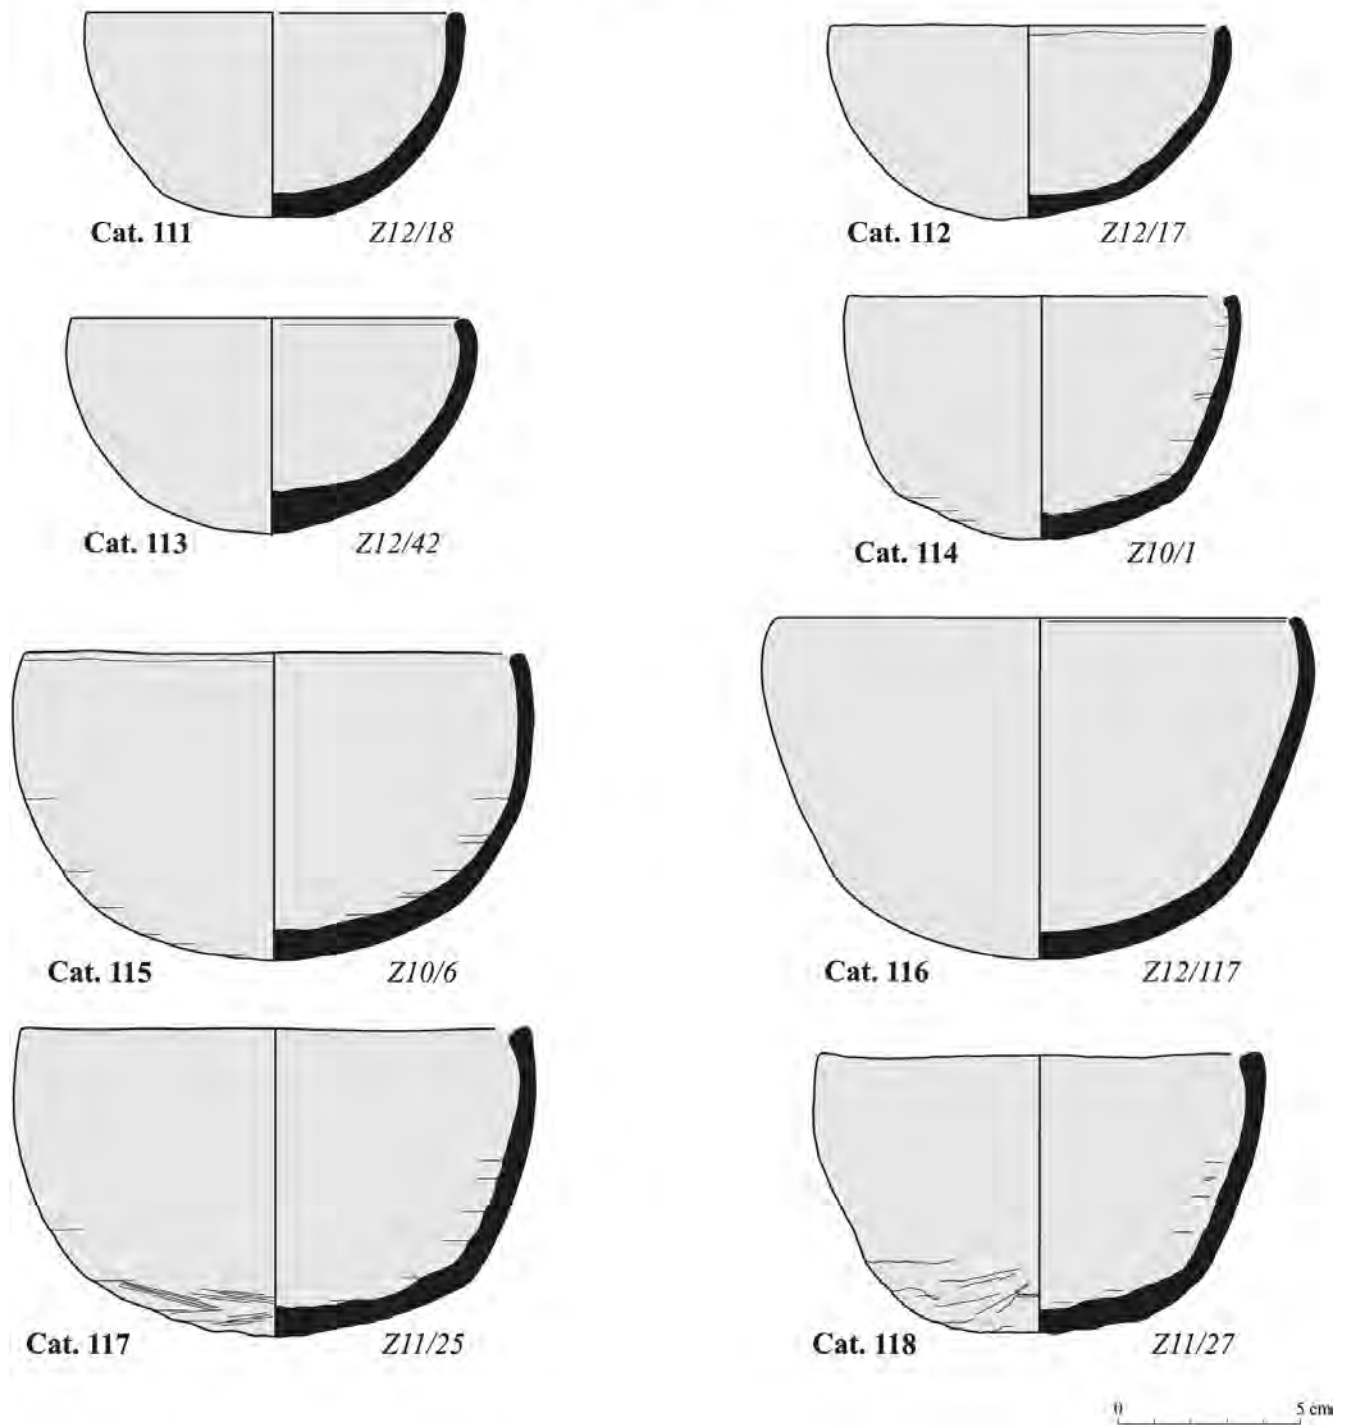 Cat. 111 Z12/18
Cat. 112 Z12/17
Cat. 113 Z12/42
Cat. 114 Z10/1
Cat. 115 Z10/6
Cat. 116 Z12/117
Cat. 117 Z11/25
Cat. 118 Z11/27
0 5 cm